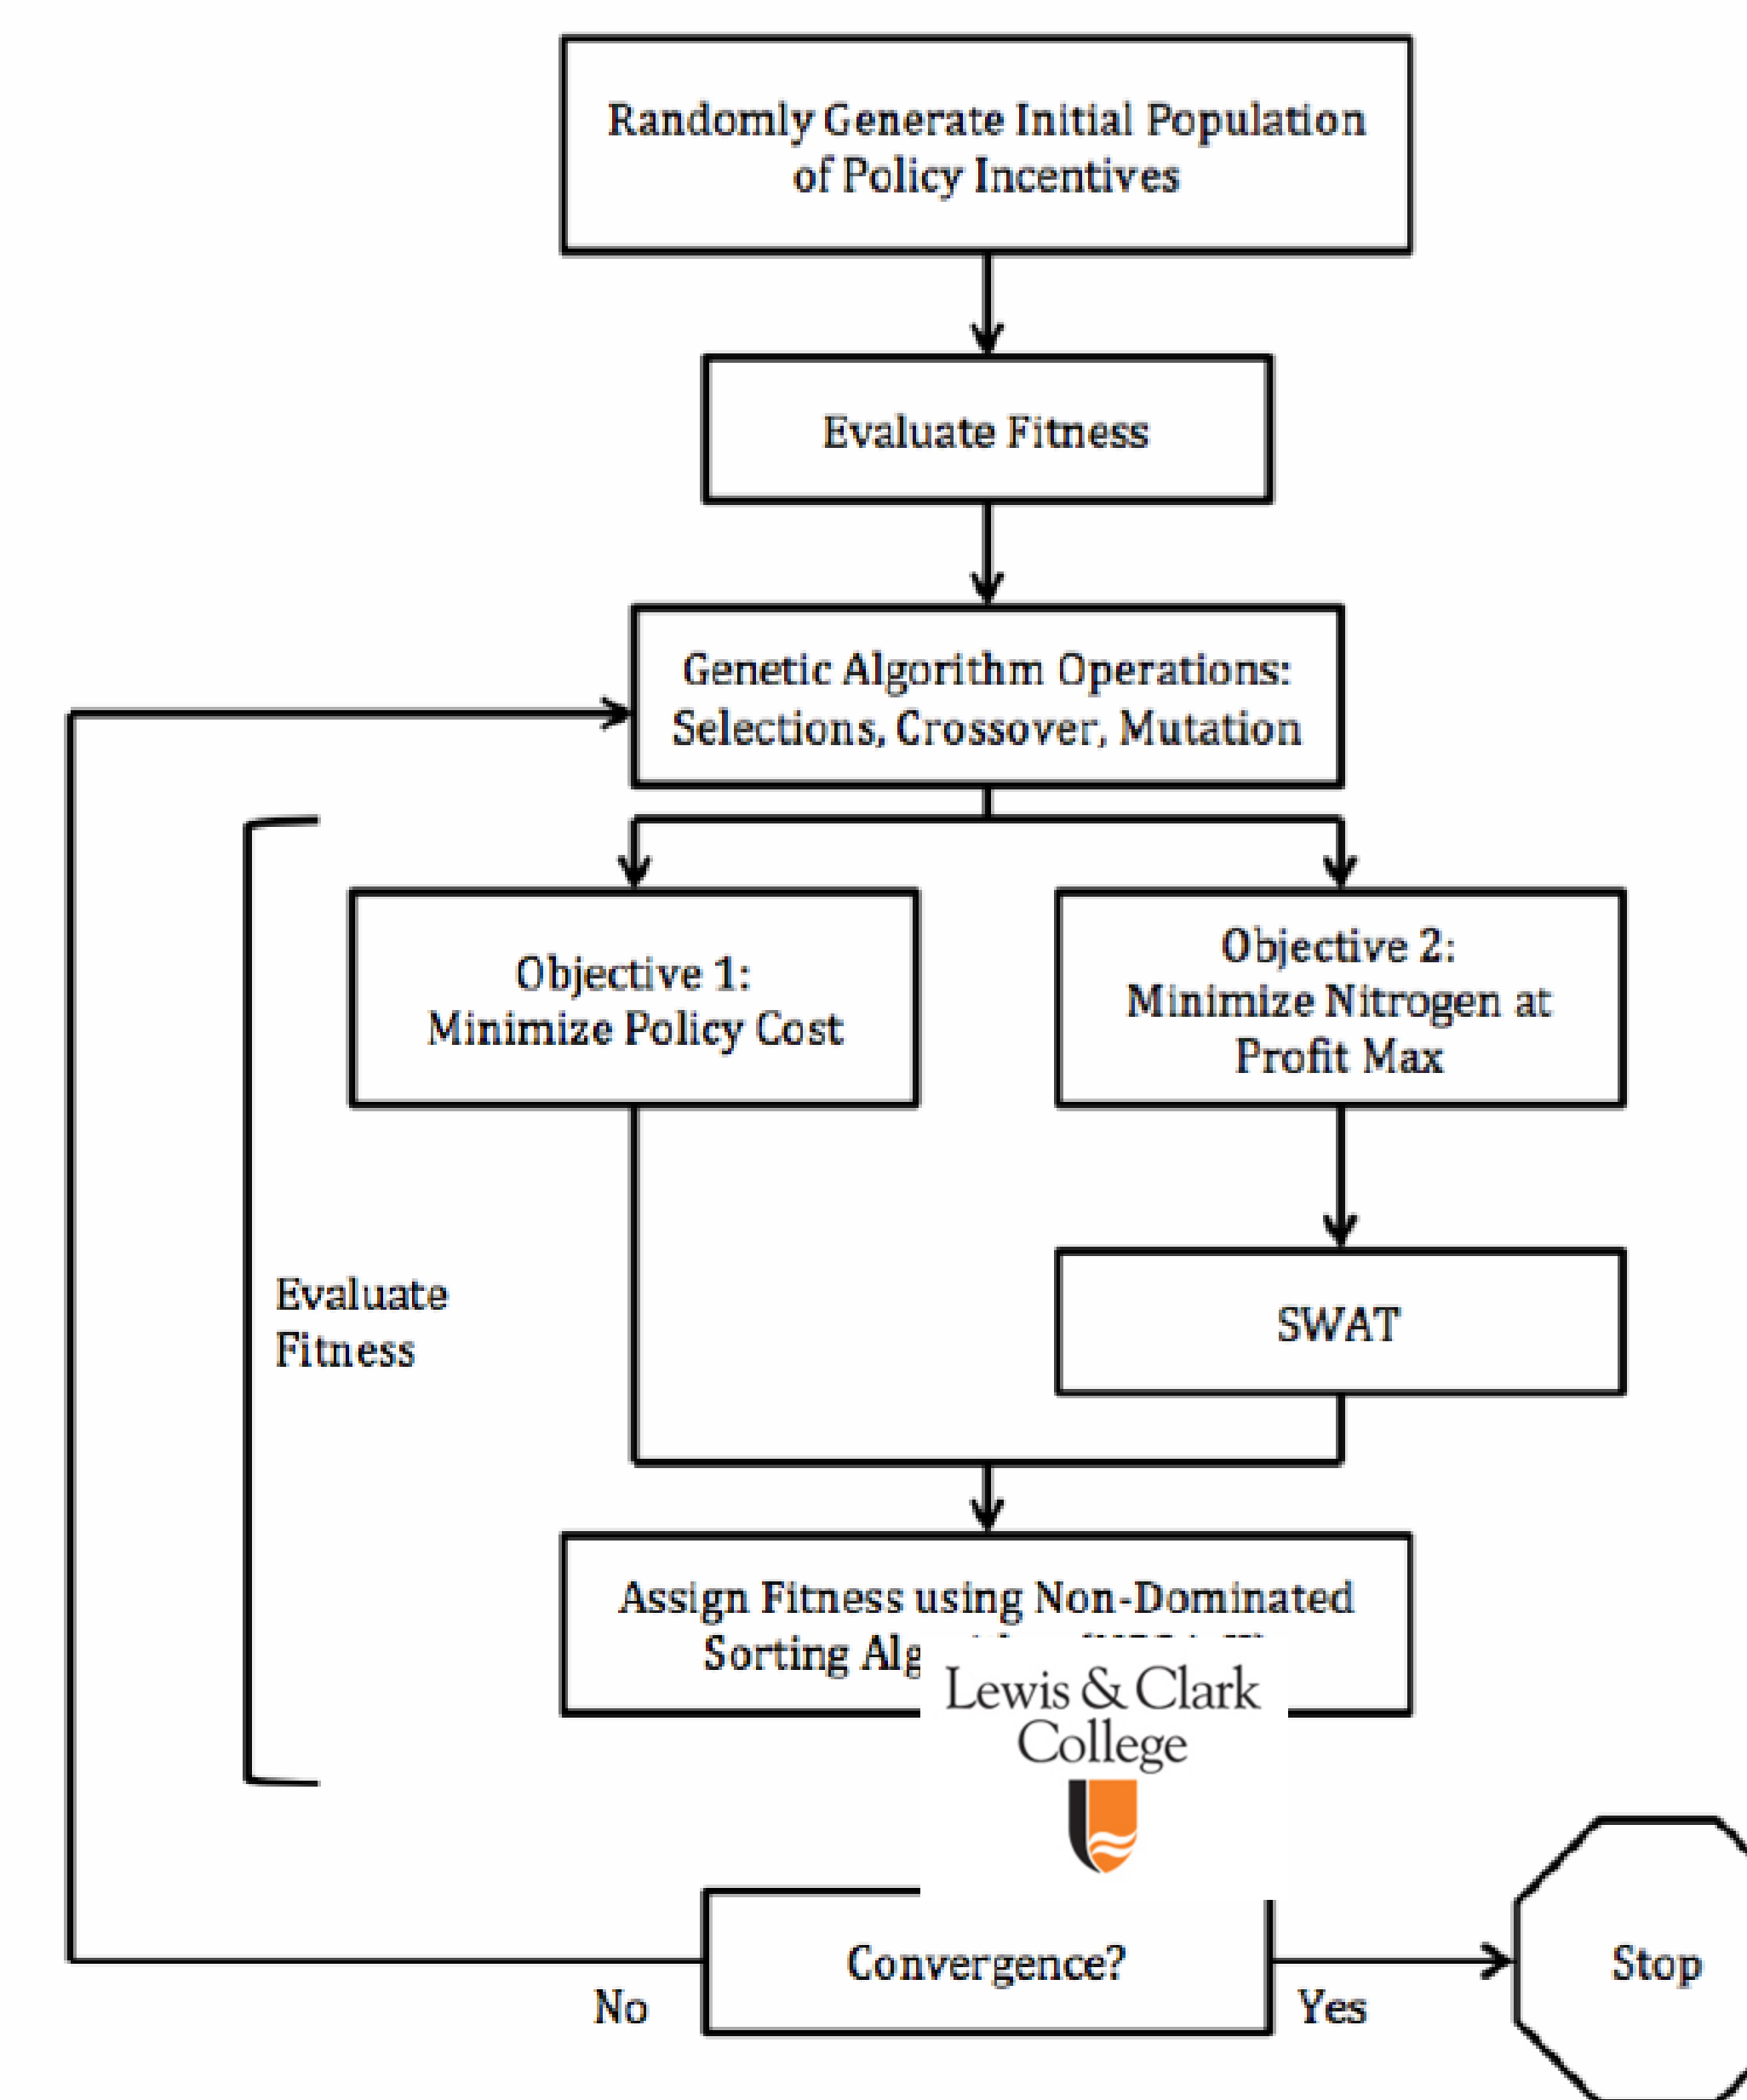 Randomly Generate Initial Population
of Policy Incentives
Evaluate Fitness
Genetic Algorithm Operations:
Selections, Crossover, Mutation
Objective 1:
Minimize Policy Cost
Objective 2:
Minimize Nitrogen at
Profit Max
Evaluate
Fitness
SWAT
Assign Fitness using Non-Dominated
Sorting
Lewis & Clark
College
Convergence?
No
Yes
Stop